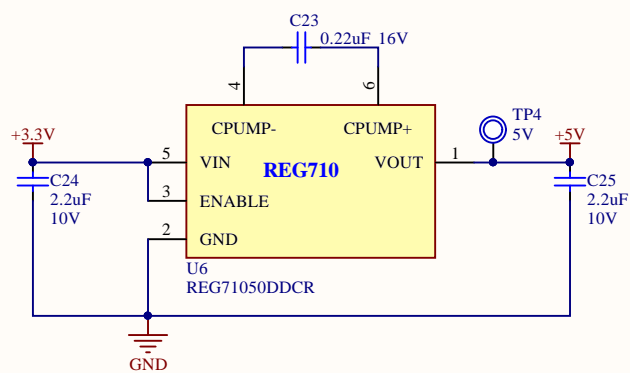 C23
0.22uF 16V
4
6
CPUMP-
CPUMP+
TP4
5V
+3.3V
+5V
5
VIN
REG710
VOUT
1
C24
2.2uF
10V
3
ENABLE
C25
2.2uF
10V
2
GND
U6
REG71050DDCR
GND